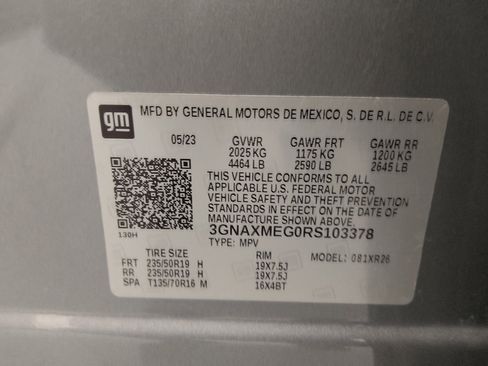 gm
MFD BY GENERAL MOTORS DE MEXICO, S. DE R.L. DE C.V.
05/23 GVWR GAWR FRT GAWR RR
2025 KG 1175 KG 1200 KG
4464 LB 2590 LB 2645 LB
THIS VEHICLE CONFORMS TO ALL
APPLICABLE U.S. FEDERAL MOTOR
VEHICLE SAFETY AND THEFT PREVENTION
STANDARDS IN EFFECT ON THE DATE OF
MANUFACTURE SHOWN ABOVE.
3GNAXMEG0RS103378
130H TYPE: MPV
TIRE SIZE RIM MODEL: 081XR26
FRT 235/50R19 H 19X7.5J
RR 235/50R19 H 19X7.5J
SPA T135/70R16 M 16X4BT